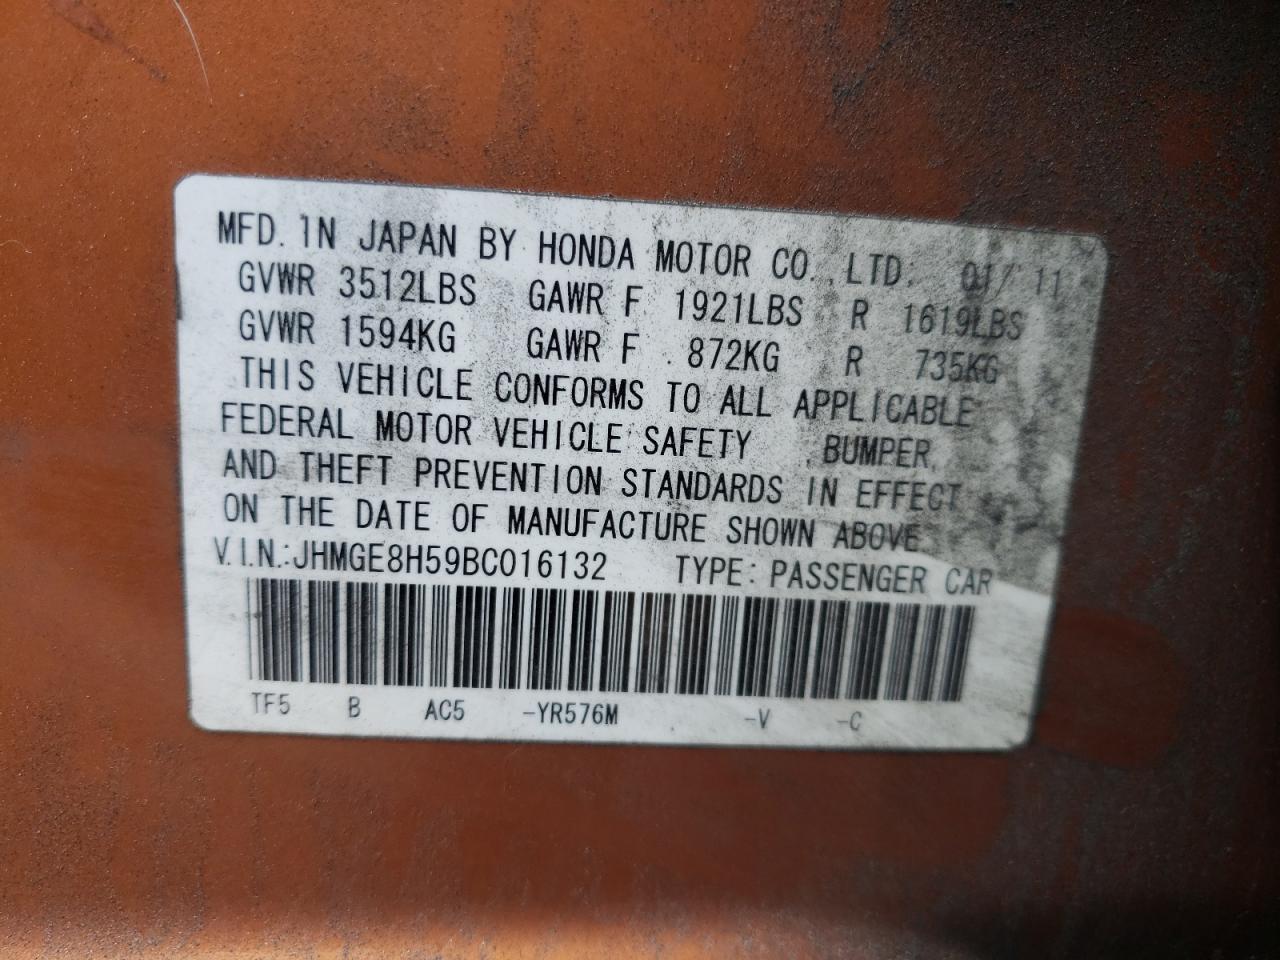 MFD. IN JAPAN BY HONDA MOTOR CO., LTD. 01/ 11
GVWR 3512LBS GAWR F 1921LBS R 1619LBS
GVWR 1594KG GAWR F 872KG R 735KG
THIS VEHICLE CONFORMS TO ALL APPLICABLE
FEDERAL MOTOR VEHICLE SAFETY , BUMPER,
AND THEFT PREVENTION STANDARDS IN EFFECT
ON THE DATE OF MANUFACTURE SHOWN ABOVE.
V.I.N.:JHMGE8H59BC016132 TYPE: PASSENGER CAR
TF5 B AC5 -YR576M -V -C